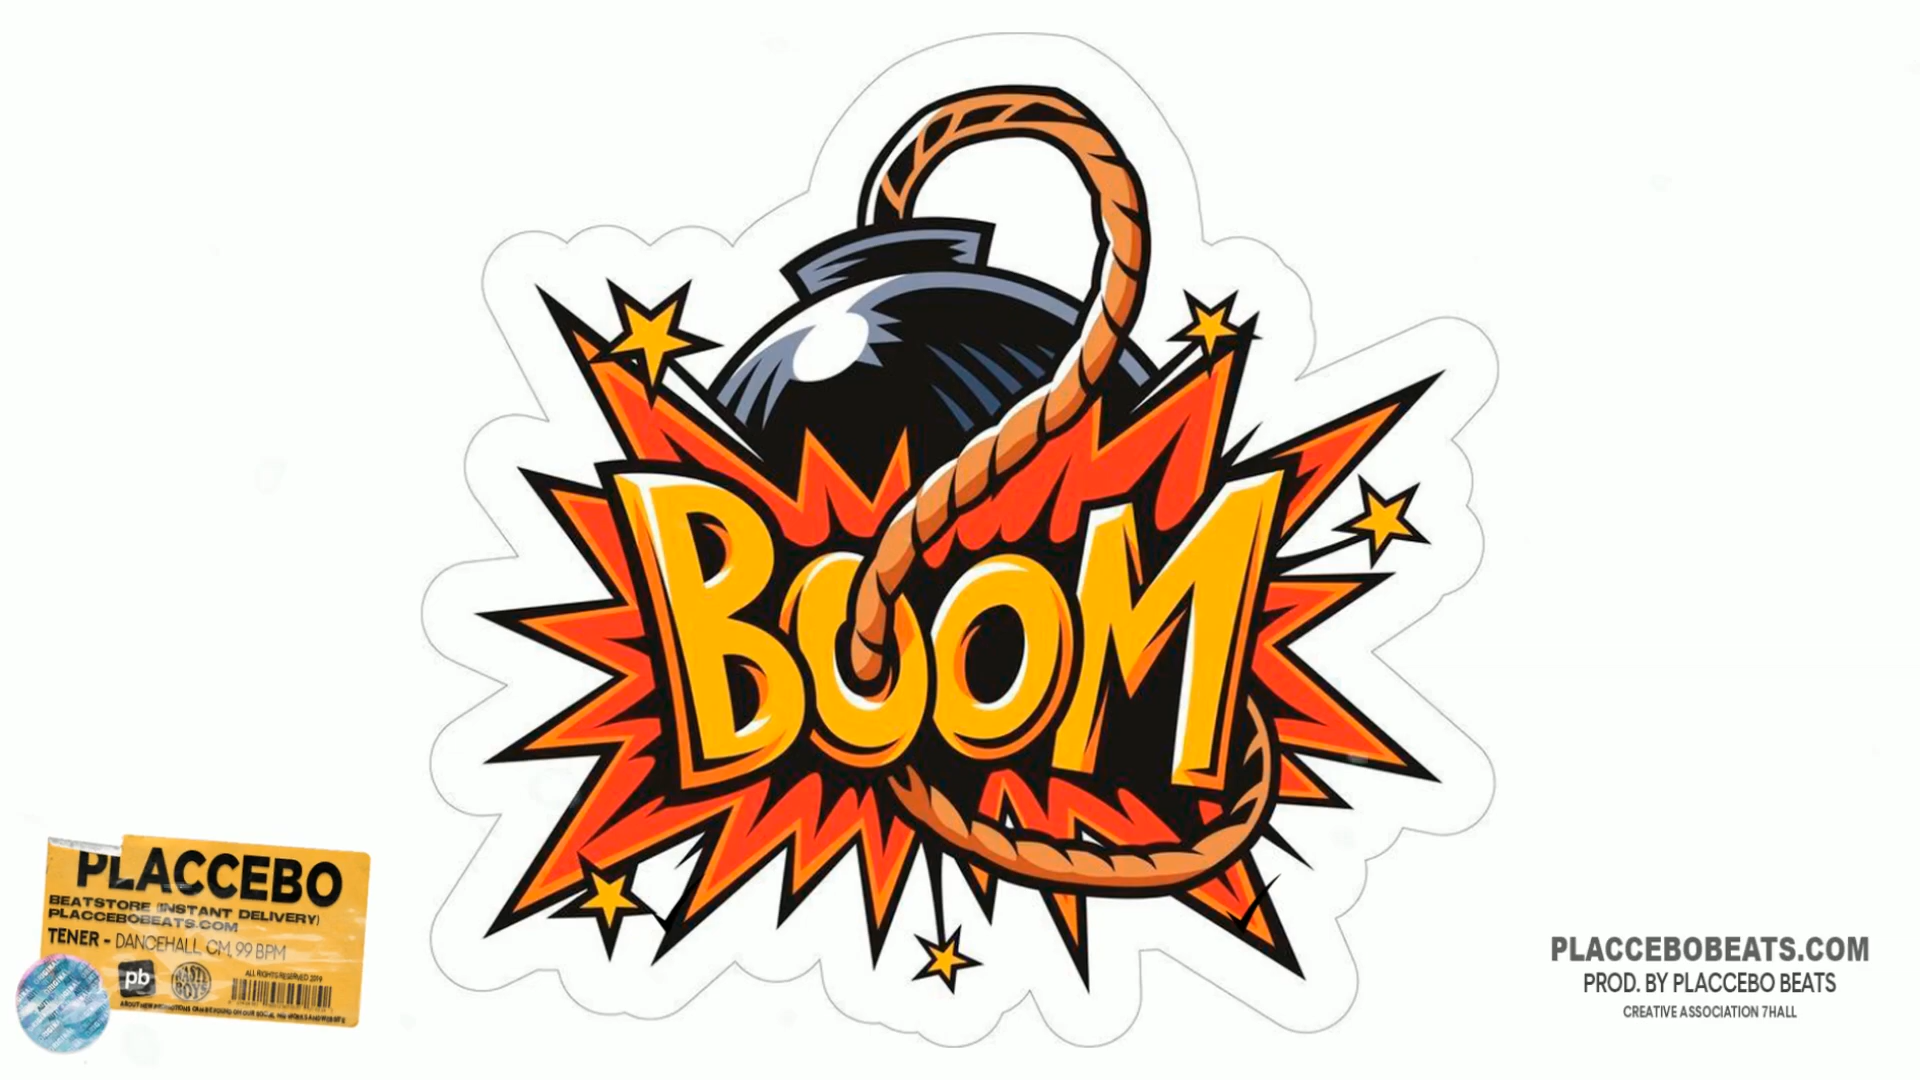 BOOM
PLACCEBO
BEATSTORE (INSTANT DELIVERY)
PLACCEBOBEATS.COM
TENER - DANCEHALL, CM, 99 BPM
pb
ALL RIGHTS RESERVED 2019
PLACCEBOBEATS.COM
PROD. BY PLACCEBO BEATS
CREATIVE ASSOCIATION 7HALL